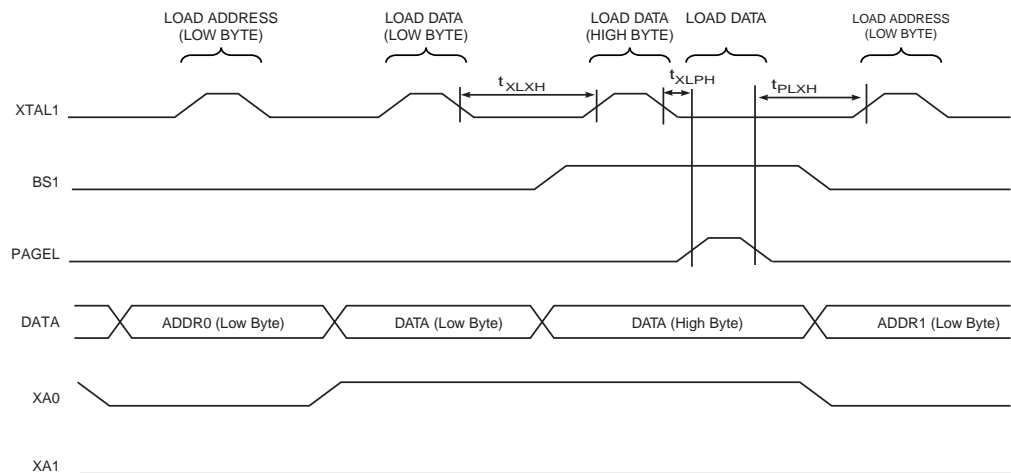 LOAD ADDRESS
(LOW BYTE)
LOAD DATA
(LOW BYTE)
LOAD DATA
(HIGH BYTE)
LOAD DATA
LOAD ADDRESS
(LOW BYTE)
tXLXH
tXLPH
tPLXH
XTAL1
BS1
PAGEL
DATA
ADDR0 (Low Byte)
DATA (Low Byte)
DATA (High Byte)
ADDR1 (Low Byte)
XA0
XA1